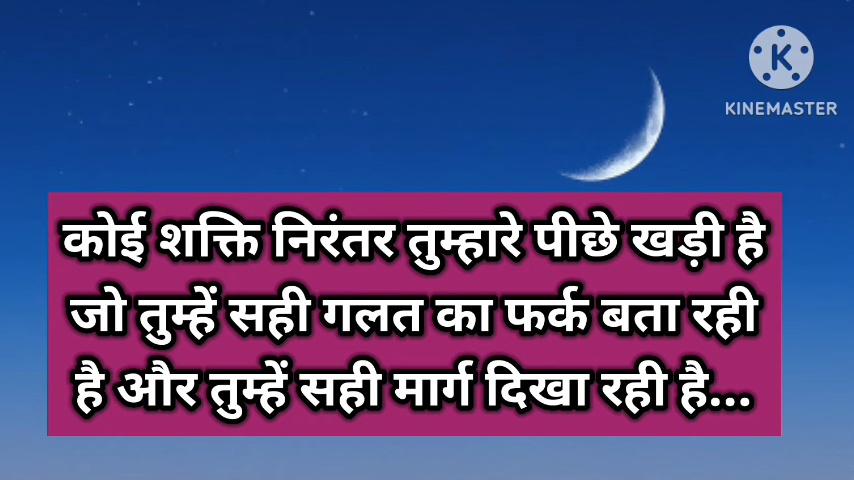 KINEMASTER
कोई शक्ति निरंतर तुम्हारे पीछे खड़ी है
जो तुम्हें सही गलत का फर्क बता रही
है और तुम्हें सही मार्ग दिखा रही है...